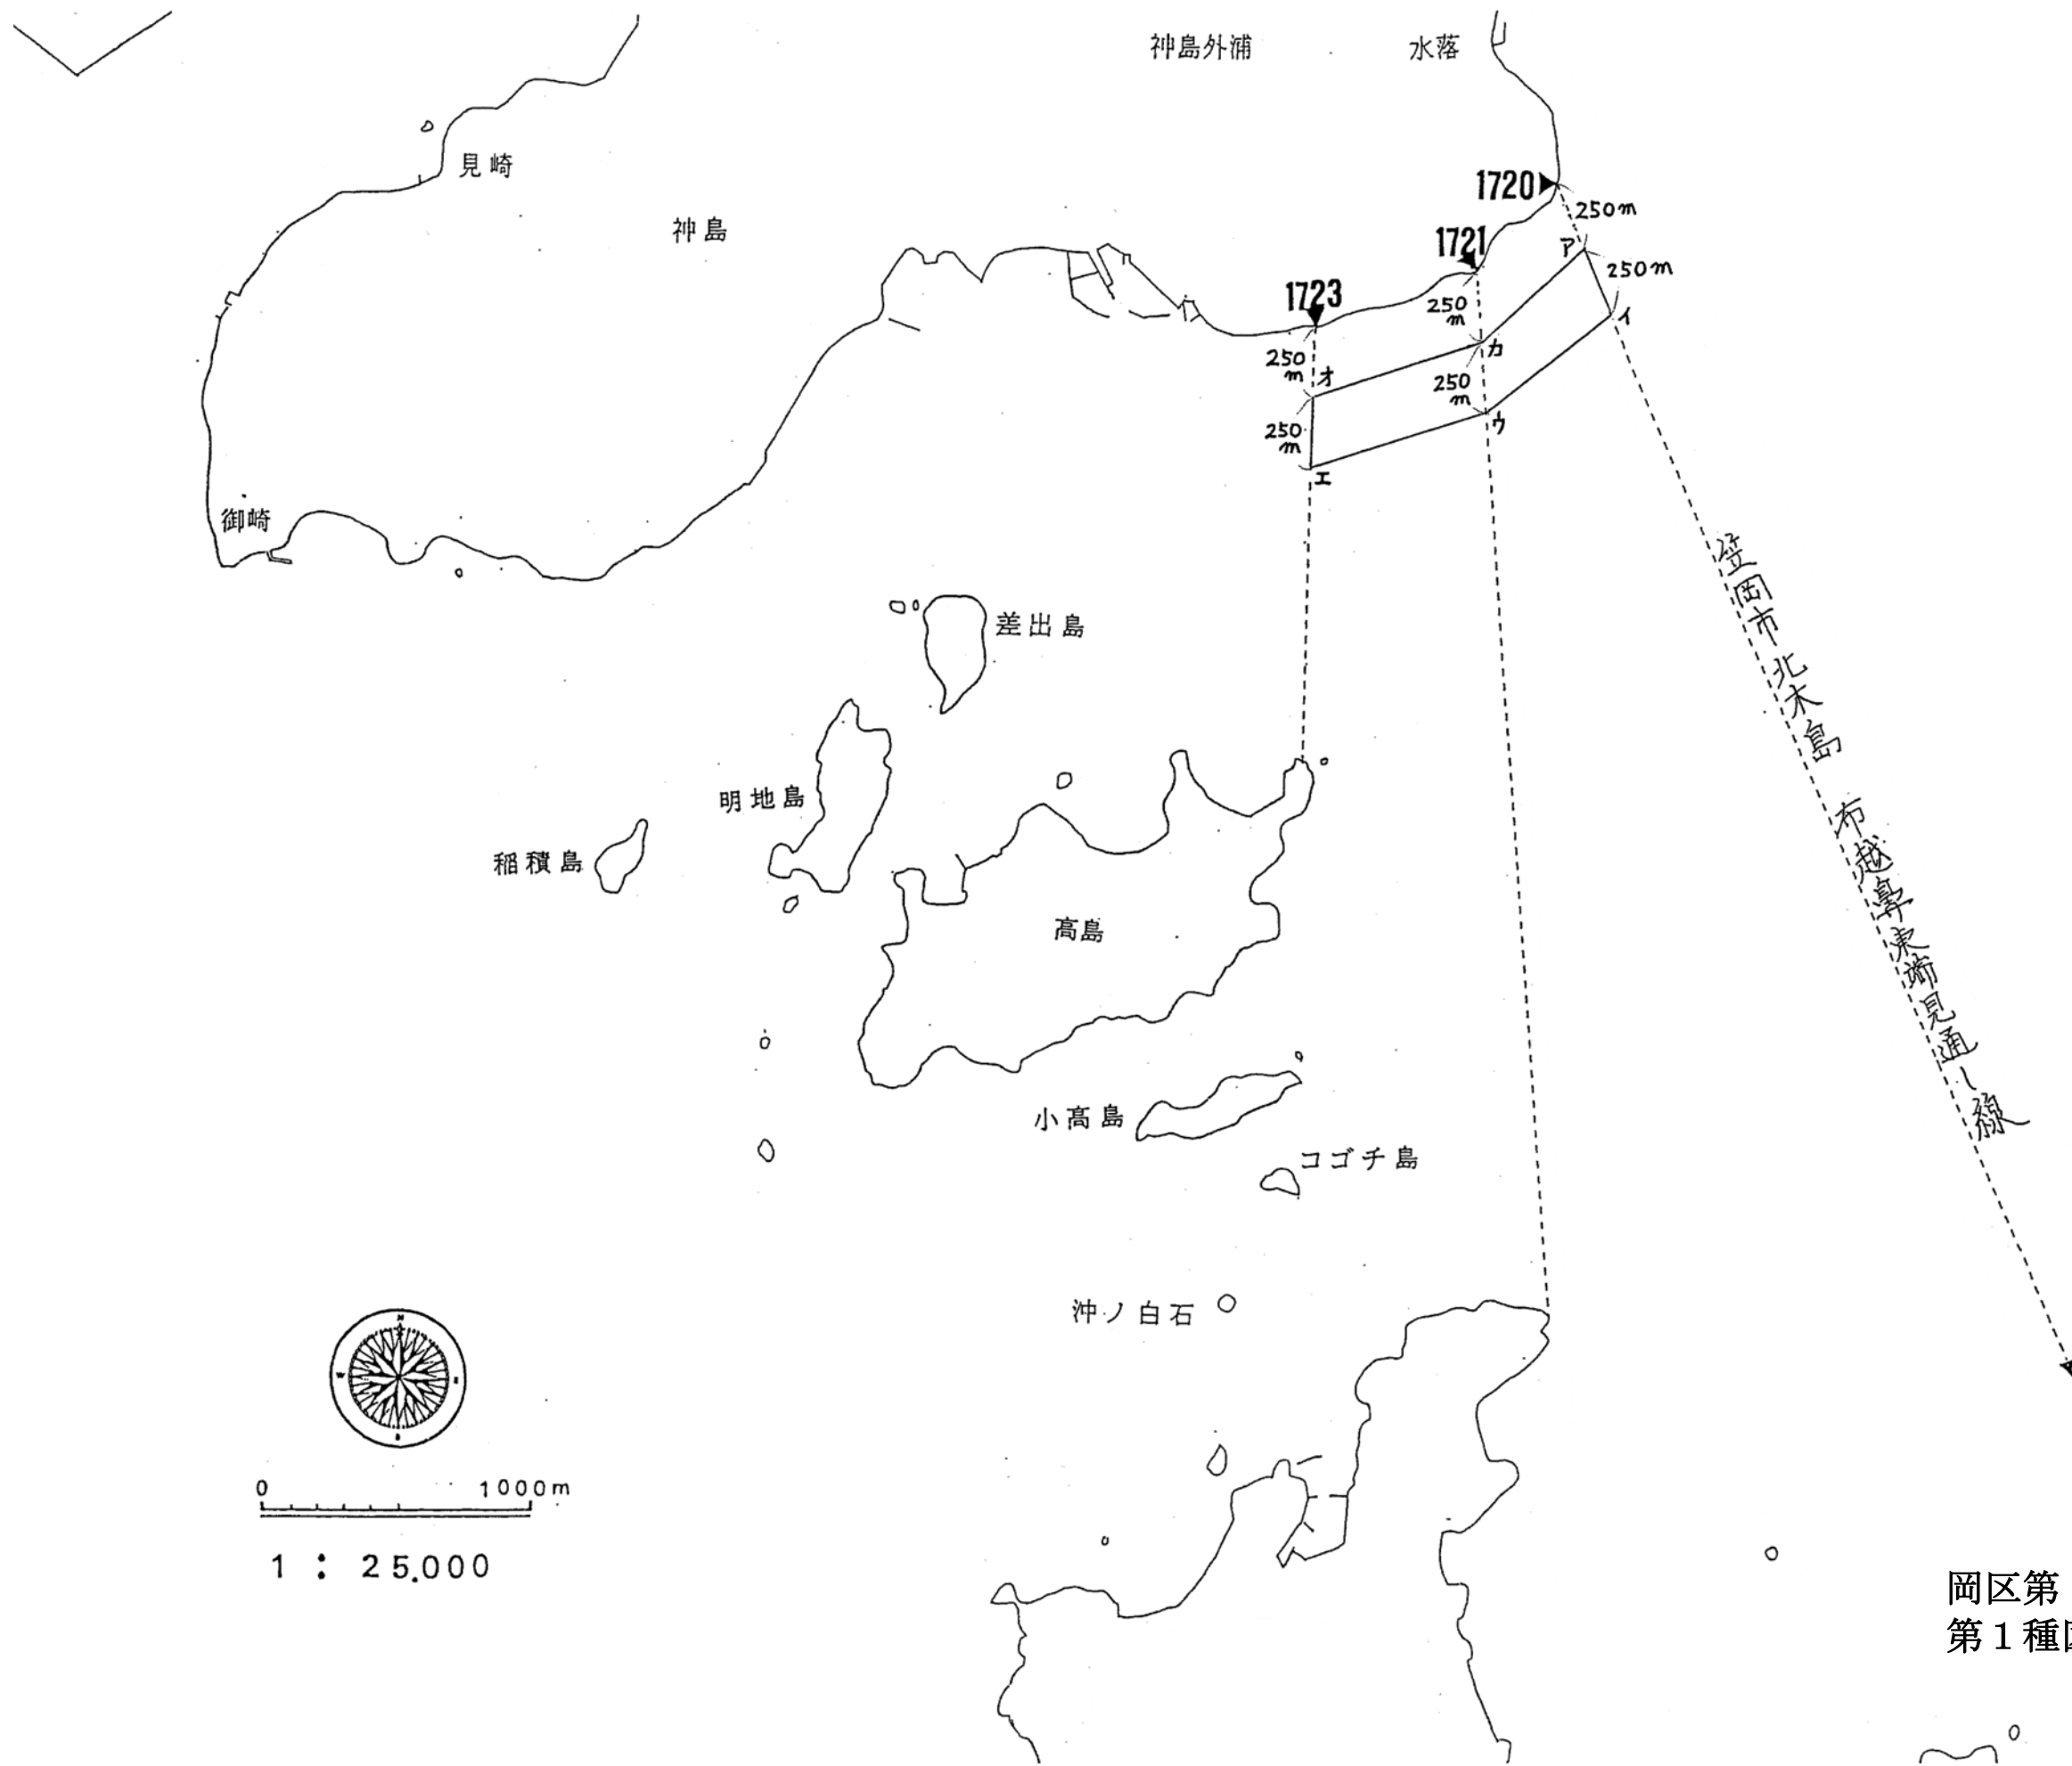 神島外浦
水落
見崎
神島
1720
250m
ア
250m
イ
1721
250
m
カ
250
m
ウ
1723
250
m
オ
250
m
エ
御崎
差出島
明地島
稲積島
高島
小高島
コゴチ島
沖ノ白石
笠岡市北木島 布越鼻東端見通し線
N
W
E
S
0 1000m
1 : 25.000
岡区第
第１種